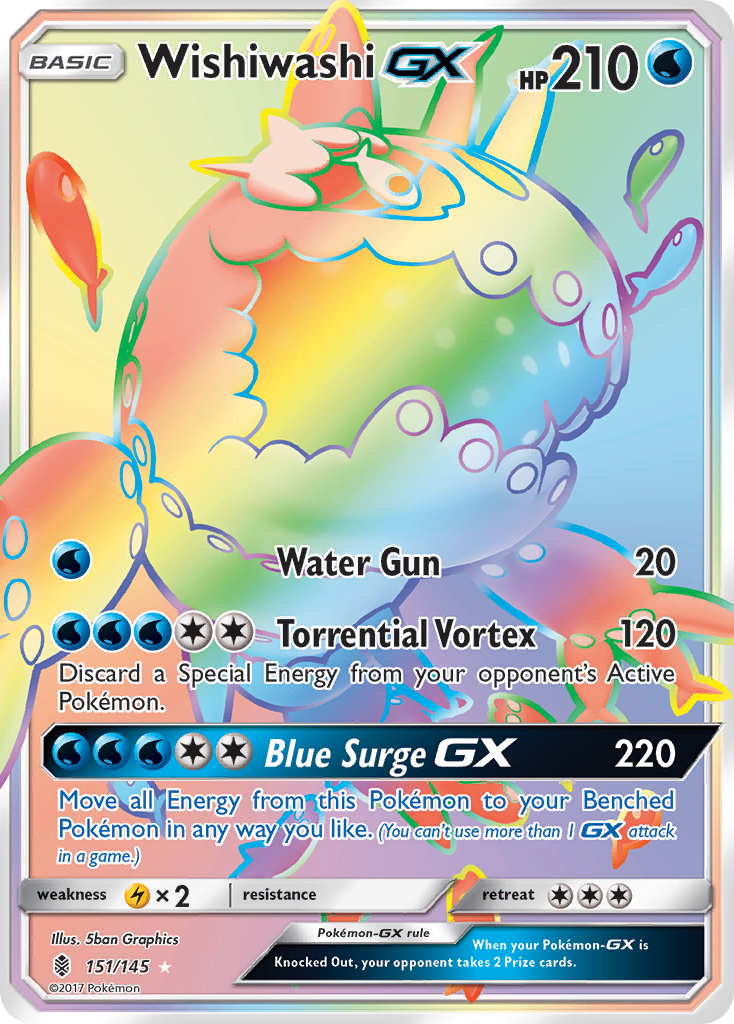 BASIC Wishiwashi GX HP210
Water Gun 20
Torrential Vortex 120
Discard a Special Energy from your opponent's Active
Pokémon.
Blue Surge GX 220
Move all Energy from this Pokémon to your Benched
Pokémon in any way you like. (You can't use more than 1 GX attack
in a game.)
weakness ×2 resistance retreat
Illus. 5ban Graphics
Pokémon-GX rule
When your Pokémon-GX is
Knocked Out, your opponent takes 2 Prize cards.
151/145
©2017 Pokémon